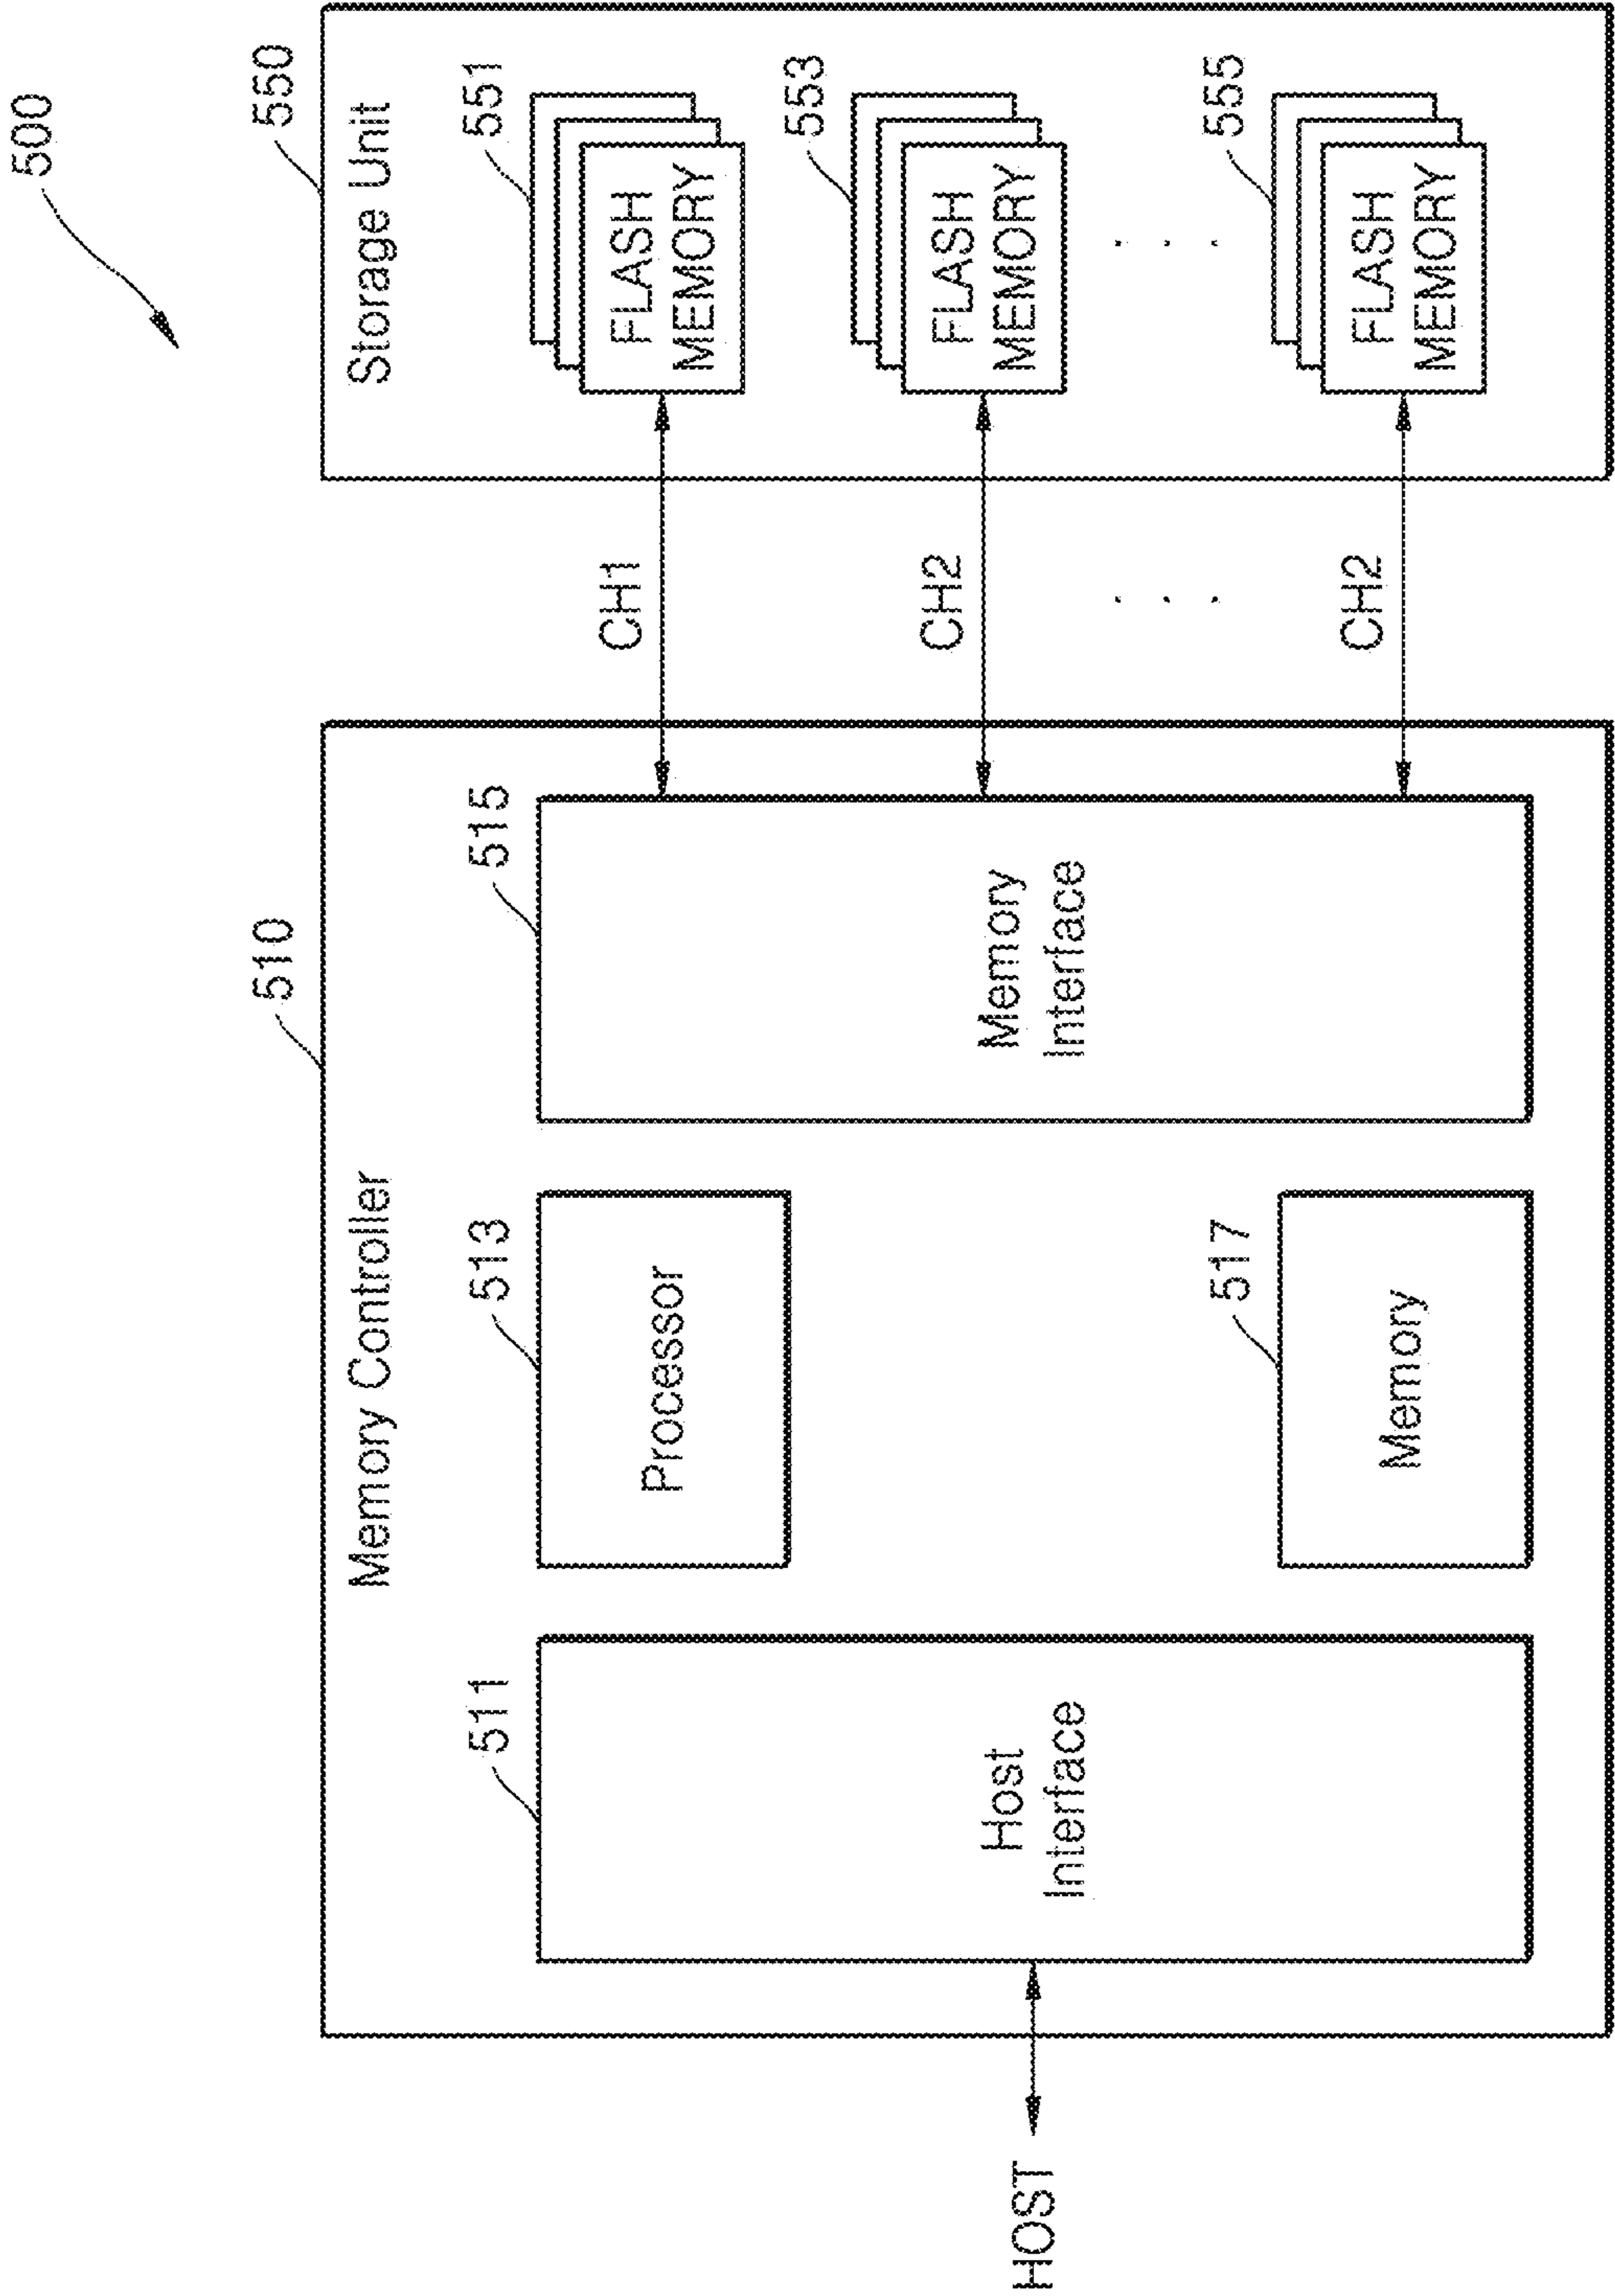 500
510
550
Memory Controller
Storage Unit
511
513
515
551
Host
Interface
Processor
Memory
Interface
CH1
FLASH
MEMORY
553
CH2
FLASH
MEMORY
HOST
. . .
. . .
517
555
Memory
CH2
FLASH
MEMORY